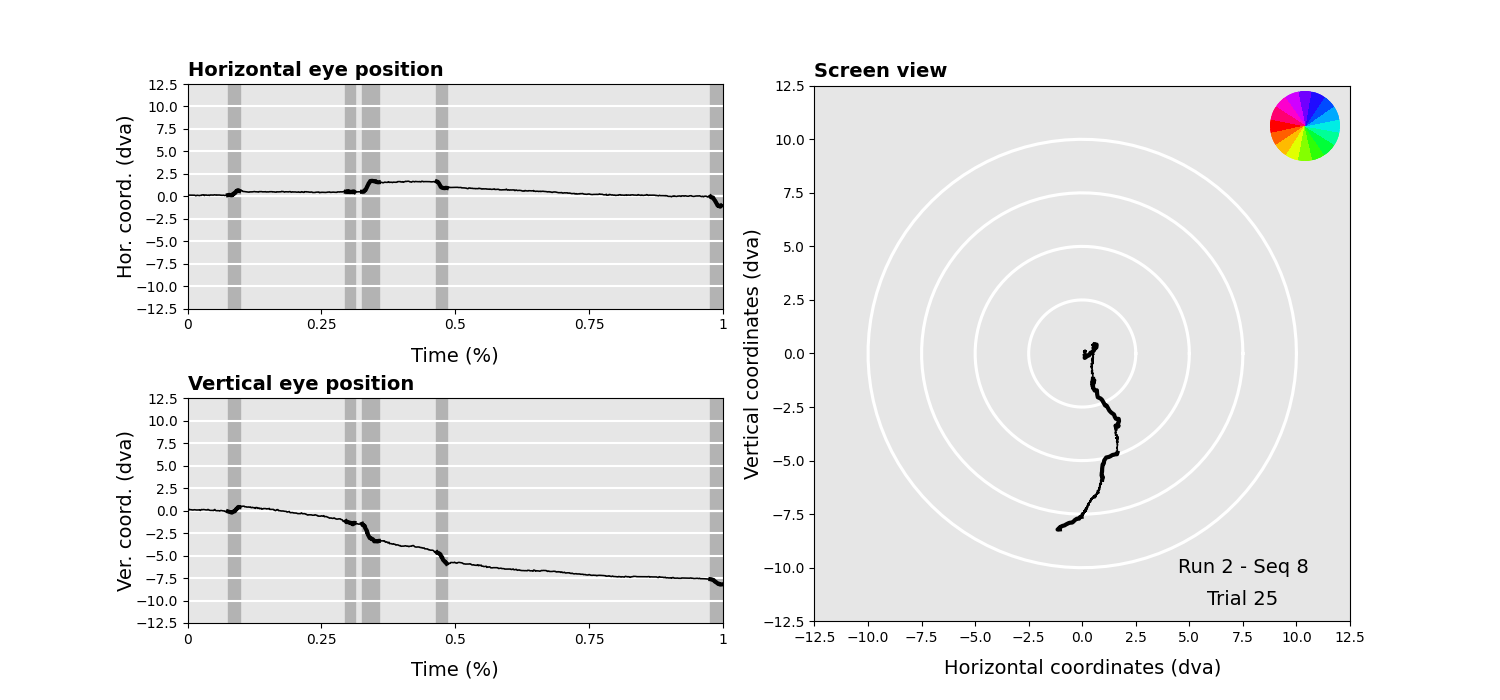 Horizontal eye position
Hor. coord. (dva)
12.5
10.0
7.5
5.0
2.5
0.0
−2.5
−5.0
−7.5
−10.0
−12.5
0 0.25 0.5 0.75 1
Time (%)
Vertical eye position
Ver. coord. (dva)
12.5
10.0
7.5
5.0
2.5
0.0
−2.5
−5.0
−7.5
−10.0
−12.5
0 0.25 0.5 0.75 1
Time (%)
Screen view
Vertical coordinates (dva)
12.5
10.0
7.5
5.0
2.5
0.0
−2.5
−5.0
−7.5
−10.0
−12.5
Run 2 - Seq 8
Trial 25
−12.5 −10.0 −7.5 −5.0 −2.5 0.0 2.5 5.0 7.5 10.0 12.5
Horizontal coordinates (dva)